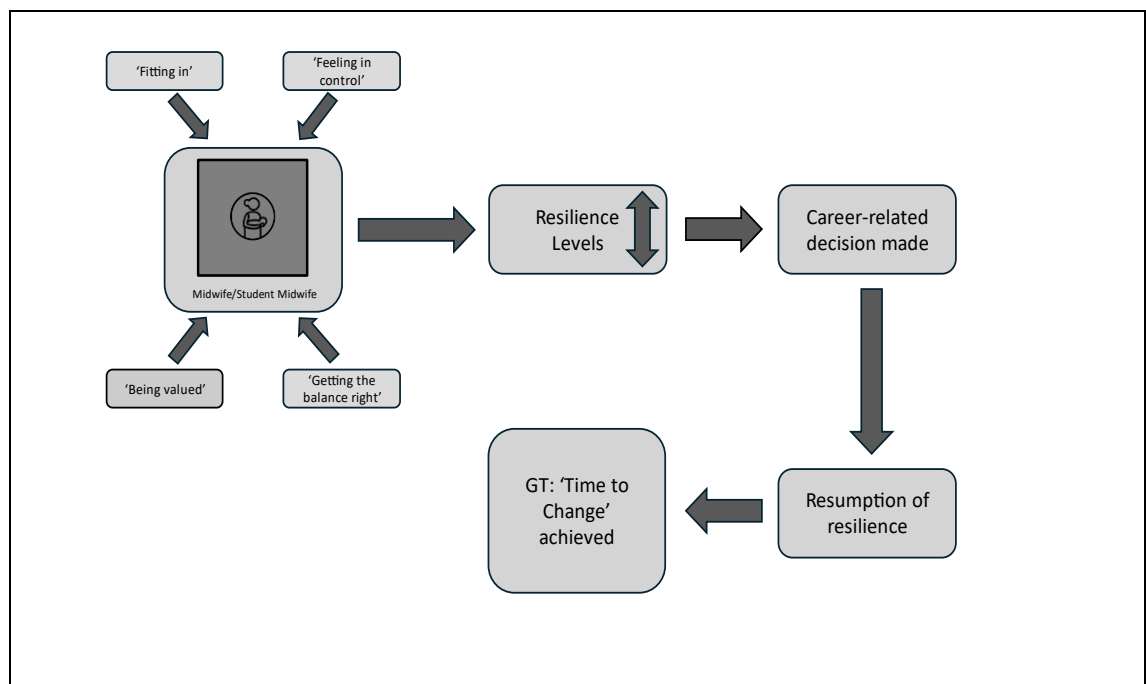 ‘Fitting in’
‘Feeling in
control’
Midwife/Student Midwife
‘Being valued’
‘Getting the
balance right’
Resilience
Levels
Career-related
decision made
Resumption of
resilience
GT: ‘Time to
Change’
achieved